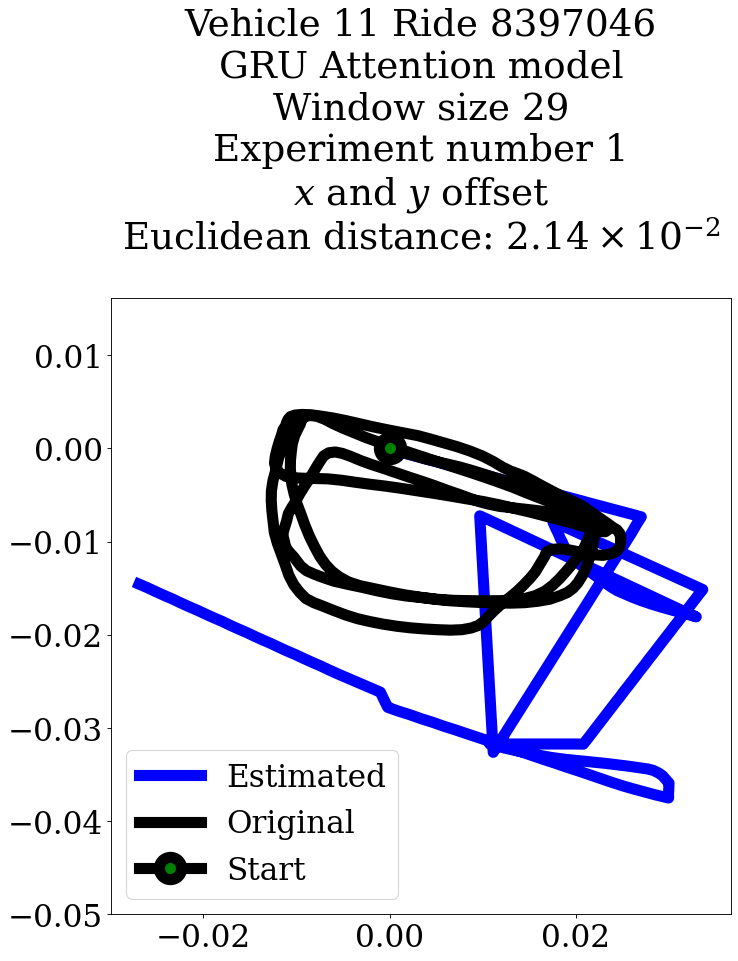 Vehicle 11 Ride 8397046
GRU Attention model
Window size 29
Experiment number 1
x and y offset
Euclidean distance: 2.14 × 10⁻²
0.01
0.00
−0.01
−0.02
−0.03
−0.04
−0.05
Estimated
Original
Start
−0.02
0.00
0.02